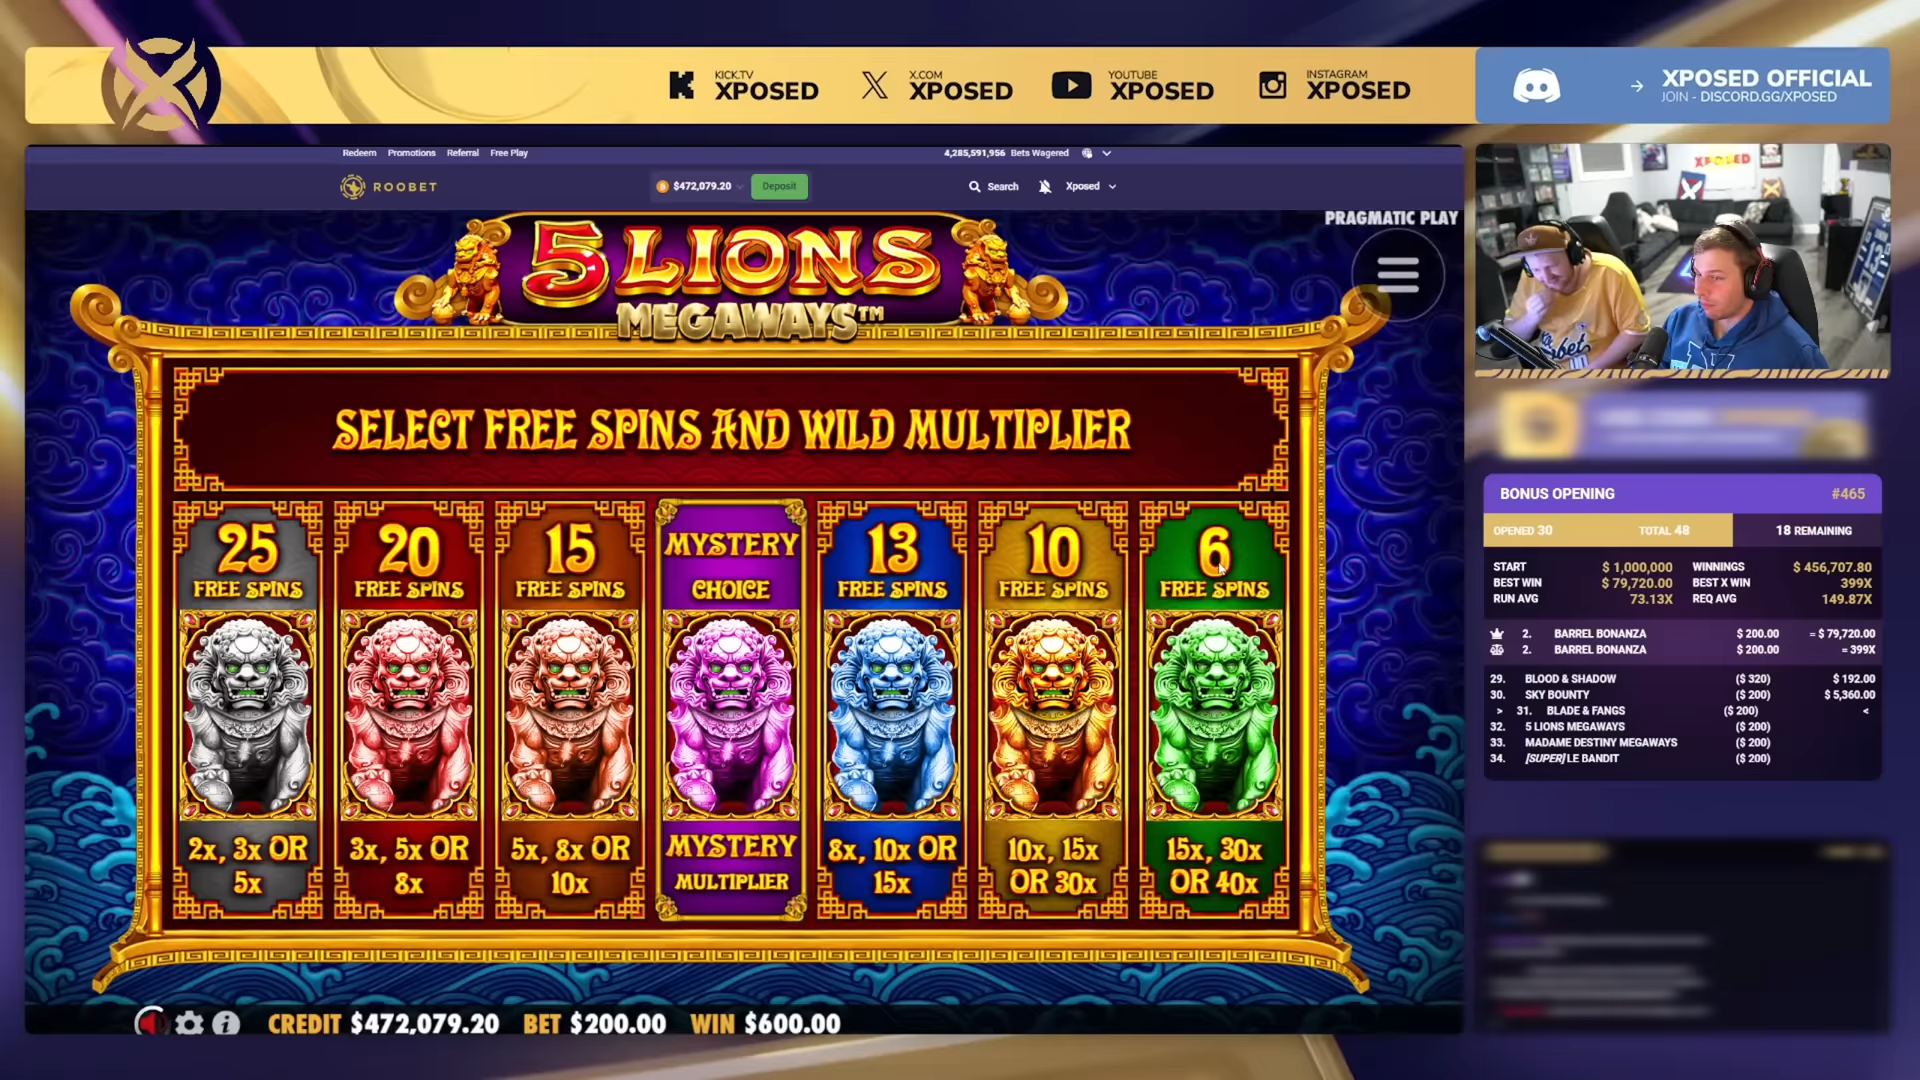 KICK.TV
XPOSED
X.COM
XPOSED
YOUTUBE
XPOSED
INSTAGRAM
XPOSED
XPOSED OFFICIAL
JOIN - DISCORD.GG/XPOSED
Redeem Promotions Referral Free Play
4,285,591,956 Bets Wagered
ROOBET
$472,079.20
Deposit
Search
Xposed
PRAGMATIC PLAY
5 LIONS
MEGAWAYS™
XPOSED
SELECT FREE SPINS AND WILD MULTIPLIER
25
FREE SPINS
2x, 3x OR
5x
20
FREE SPINS
3x, 5x OR
8x
15
FREE SPINS
5x, 8x OR
10x
MYSTERY
CHOICE
MYSTERY
MULTIPLIER
13
FREE SPINS
8x, 10x OR
15x
10
FREE SPINS
10x, 15x
OR 30x
6
FREE SPINS
15x, 30x
OR 40x
CREDIT $472,079.20 BET $200.00 WIN $600.00
BONUS OPENING #465
OPENED 30 TOTAL 48 18 REMAINING
START $ 1,000,000 WINNINGS $ 456,707.80
BEST WIN $ 79,720.00 BEST X WIN 399X
RUN AVG 73.13X REQ AVG 149.87X
2. BARREL BONANZA $ 200.00 = $ 79,720.00
2. BARREL BONANZA $ 200.00 = 399X
29. BLOOD & SHADOW ($ 320) $ 192.00
30. SKY BOUNTY ($ 200) $ 5,360.00
> 31. BLADE & FANGS ($ 200) <
32. 5 LIONS MEGAWAYS ($ 200)
33. MADAME DESTINY MEGAWAYS ($ 200)
34. [SUPER] LE BANDIT ($ 200)